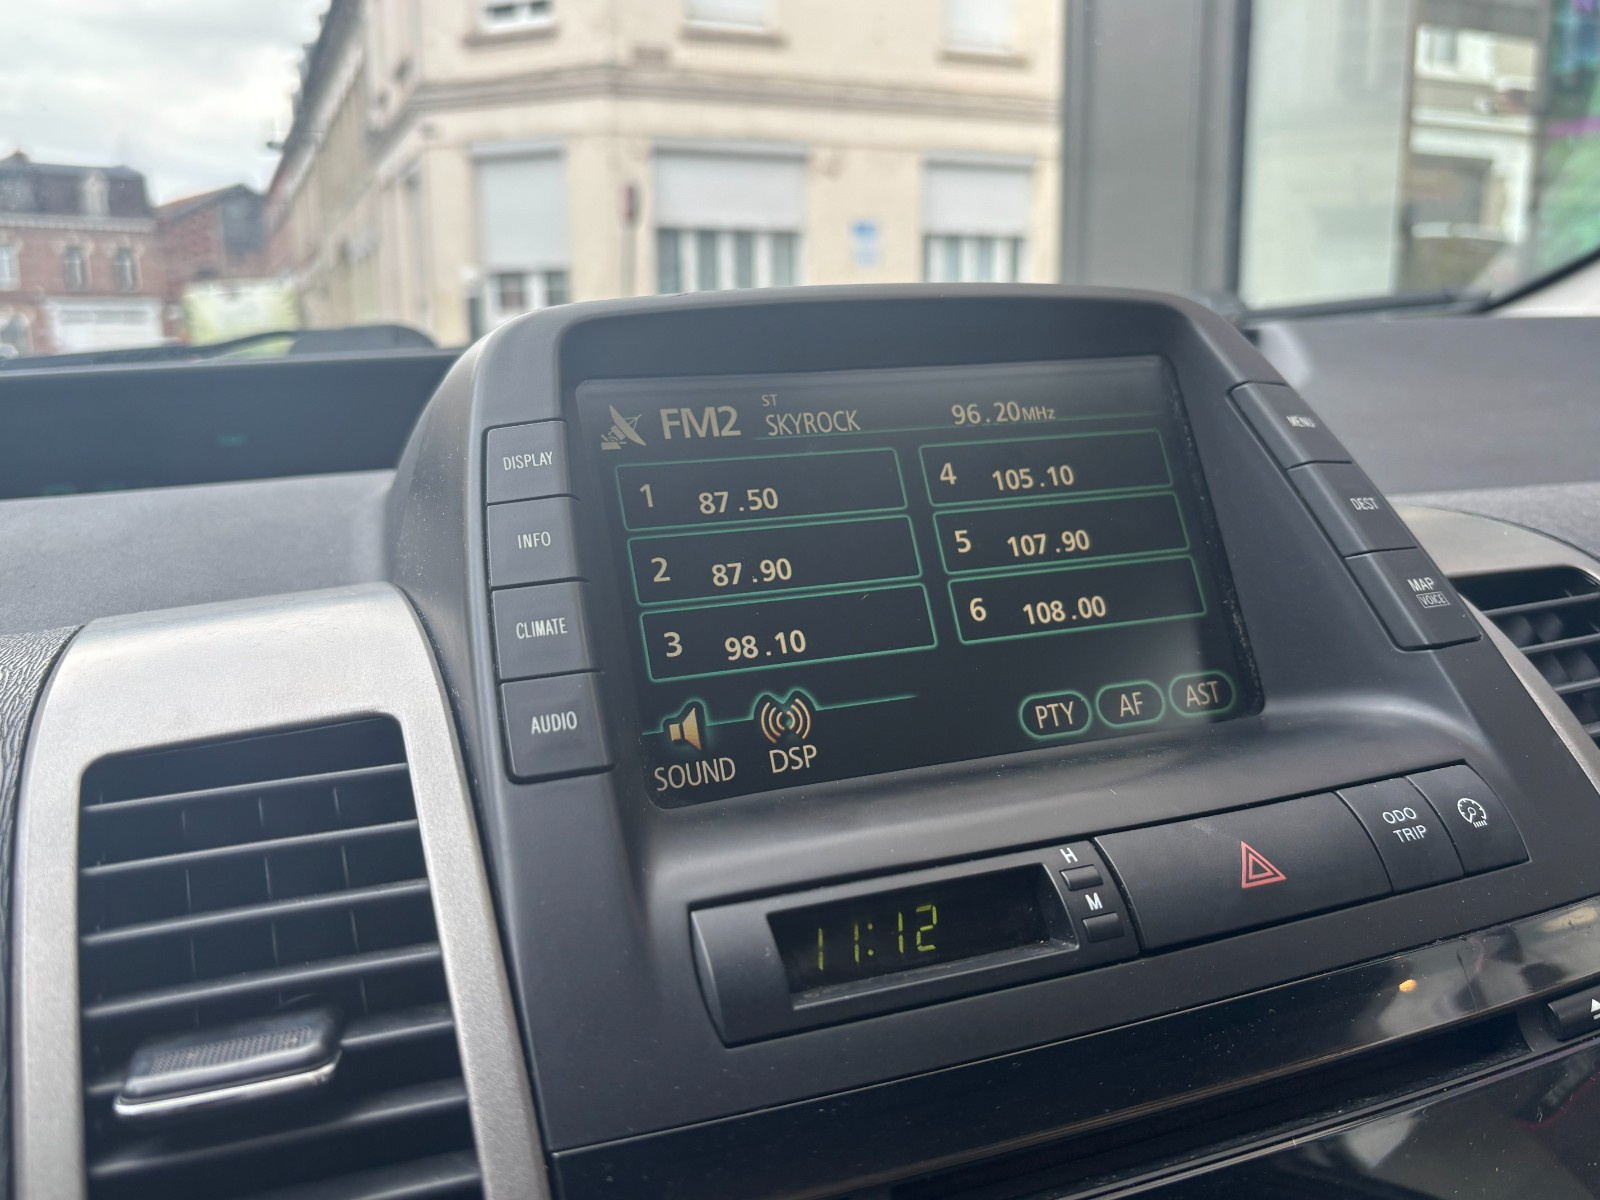 FM2 ST SKYROCK 96.20MHz
1 87.50
4 105.10
2 87.90
5 107.90
3 98.10
6 108.00
SOUND DSP PTY AF AST
DISPLAY
INFO
CLIMATE
AUDIO
MENU
DEST
MAP
VOICE
11:12
H
M
ODO
TRIP